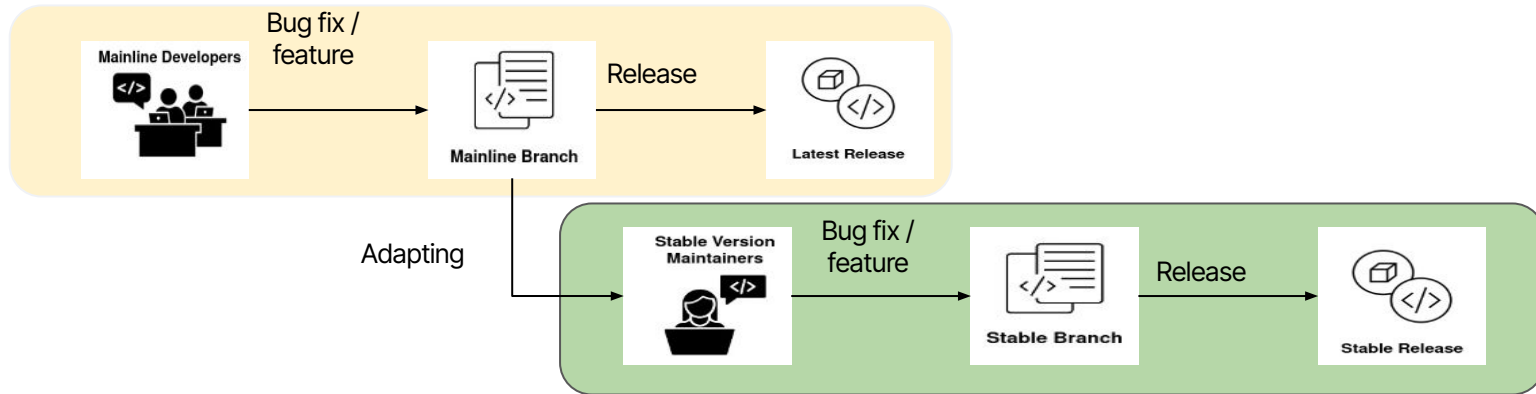 Mainline Developers
Bug fix /
feature
</>
</>
Mainline Branch
Release
</>
Latest Release
Adapting
Stable Version
Maintainers
</>
Bug fix /
feature
</>
Stable Branch
Release
</>
Stable Release